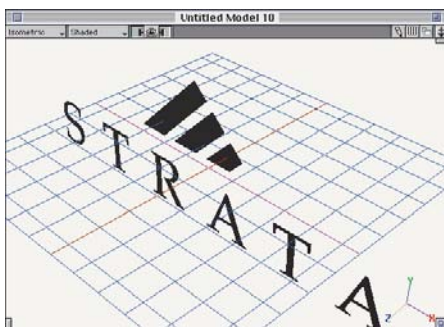 Untitled Model 10
Isometric Shaded
STRATA
Y
Z X